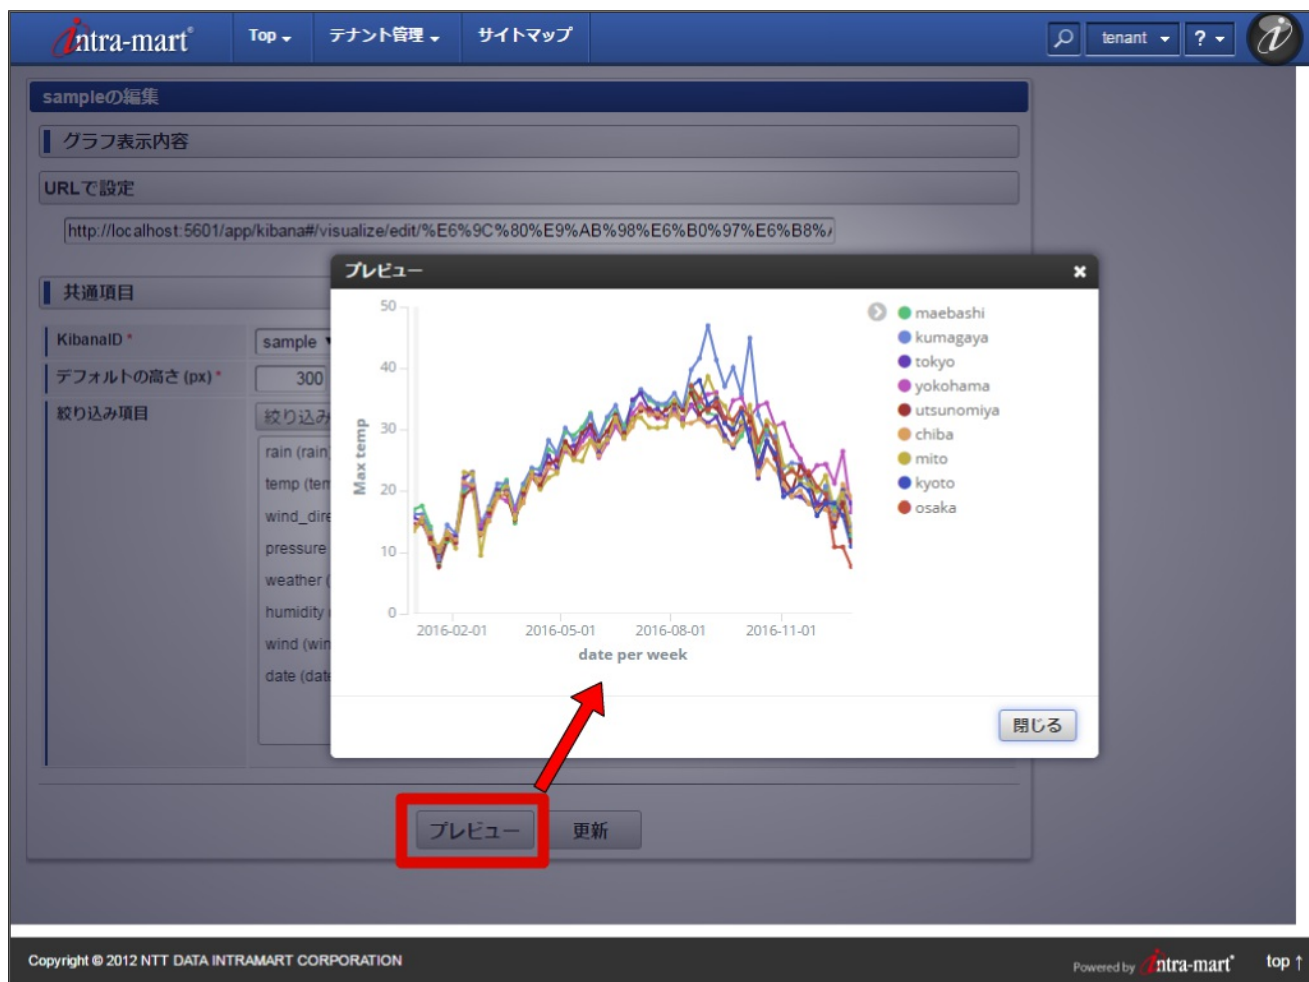 intra-mart®
Top
テナント管理
サイトマップ
tenant
?
sampleの編集
グラフ表示内容
URLで設定
http://localhost:5601/app/kibana#/visualize/edit/%E6%9C%80%E9%AB%98%E6%B0%97%E6%B8%
共通項目
KibanaID *
sample
デフォルトの高さ (px) *
300
絞り込み項目
絞り込み
rain (rain
temp (tem
wind_dire
pressure
weather (
humidity
wind (win
date (date
プレビュー
×
50
40
30
20
10
0
Max temp
2016-02-01
2016-05-01
2016-08-01
2016-11-01
date per week
maebashi
kumagaya
tokyo
yokohama
utsunomiya
chiba
mito
kyoto
osaka
閉じる
プレビュー
更新
Copyright © 2012 NTT DATA INTRAMART CORPORATION
Powered by intra-mart®
top ↑